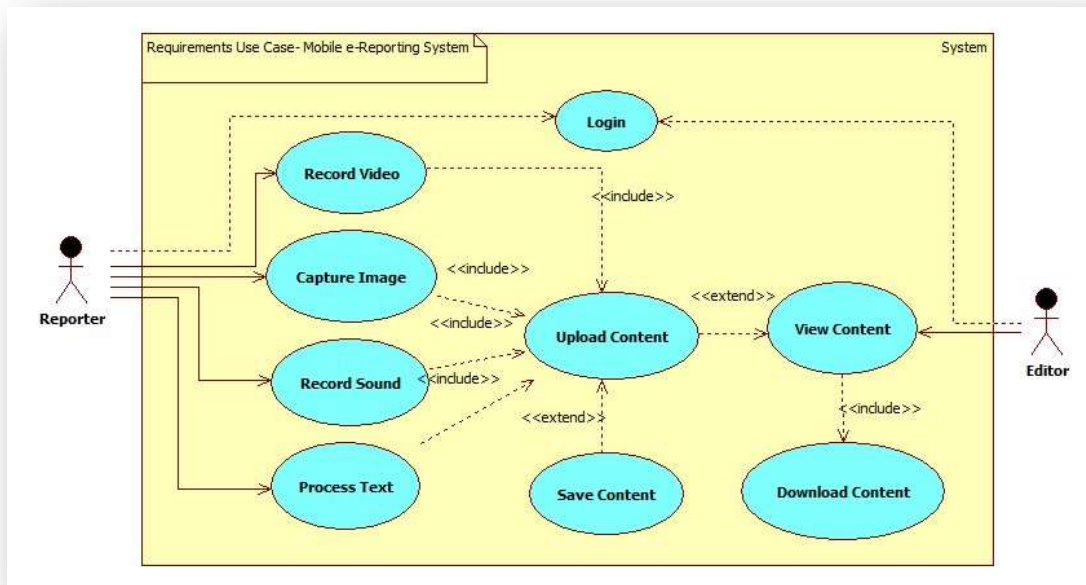 Requirements Use Case- Mobile e-Reporting System
System
Login
Record Video
<<include>>
Reporter
Capture Image
<<include>>
<<include>>
Upload Content
<<extend>>
View Content
Editor
Record Sound
<<include>>
<<extend>>
<<include>>
Process Text
Save Content
Download Content